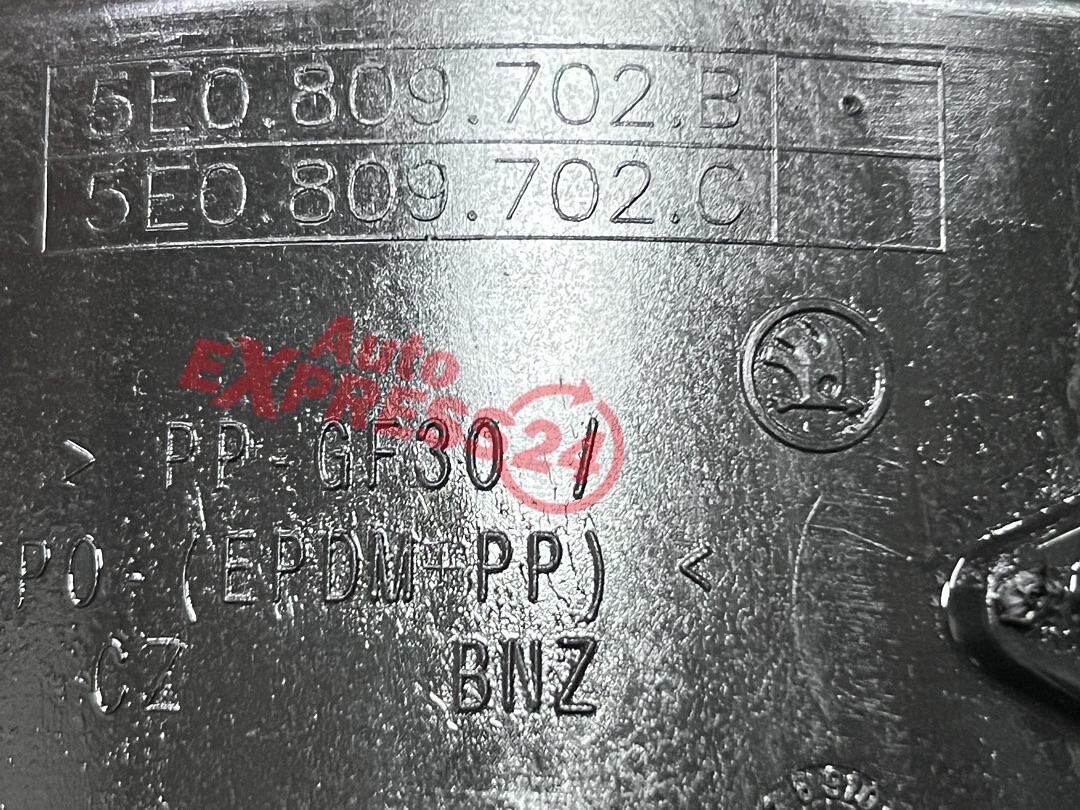 5E0.809.702.B
5E0.809.702.C
Auto
EXPRESS24
> PP-GF30 /
PO-(EPDM+PP) <
CZ BNZ